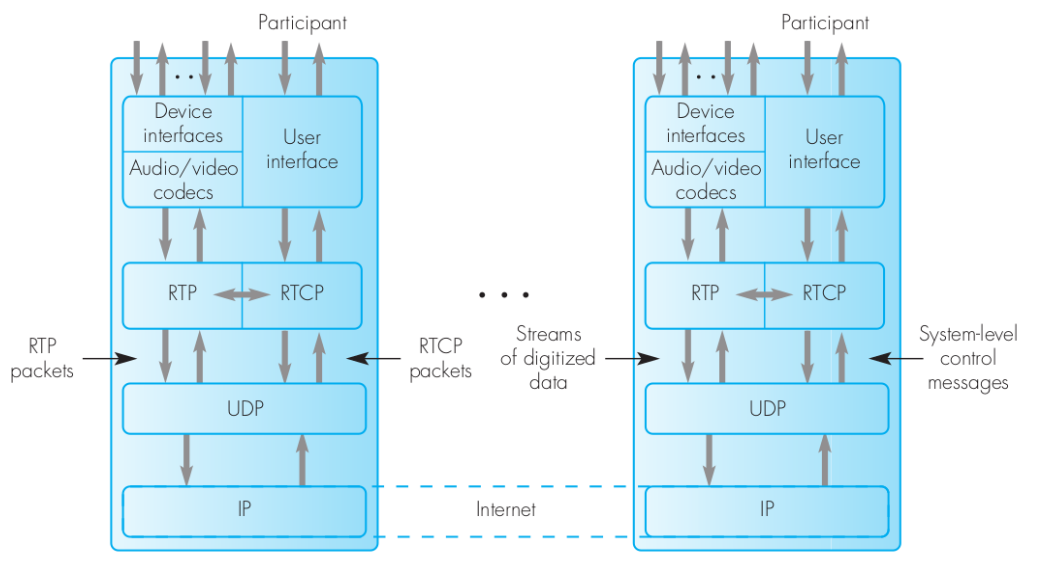 Participant
Participant
Device
interfaces
User
interface
Audio/video
codecs
Device
interfaces
User
interface
Audio/video
codecs
RTP
RTCP
RTP
RTCP
RTP
packets
RTCP
packets
Streams
of digitized
data
System-level
control
messages
UDP
UDP
IP
Internet
IP